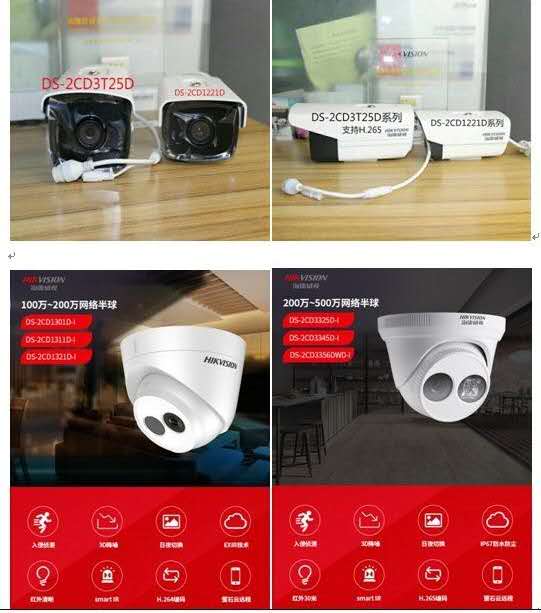 DS-2CD3T25D
DS-2CD1221D
HIKVISION
DS-2CD3T25D系列
支持H.265
DS-2CD1221D系列
HIKVISION
海康威视
HIKVISION
海康威视
100万~200万网络半球
DS-2CD1301D-I
DS-2CD1311D-I
DS-2CD1321D-I
HIKVISION
入侵侦测
3D降噪
日夜切换
EXIR技术
红外清晰
smart IR
H.264编码
萤石云远程
HIKVISION
海康威视
200万~500万网络半球
DS-2CD3325D-I
DS-2CD3345D-I
DS-2CD3356DWD-I
入侵侦测
3D降噪
日夜切换
IP67防水防尘
红外30米
smart IR
H.265编码
萤石云远程